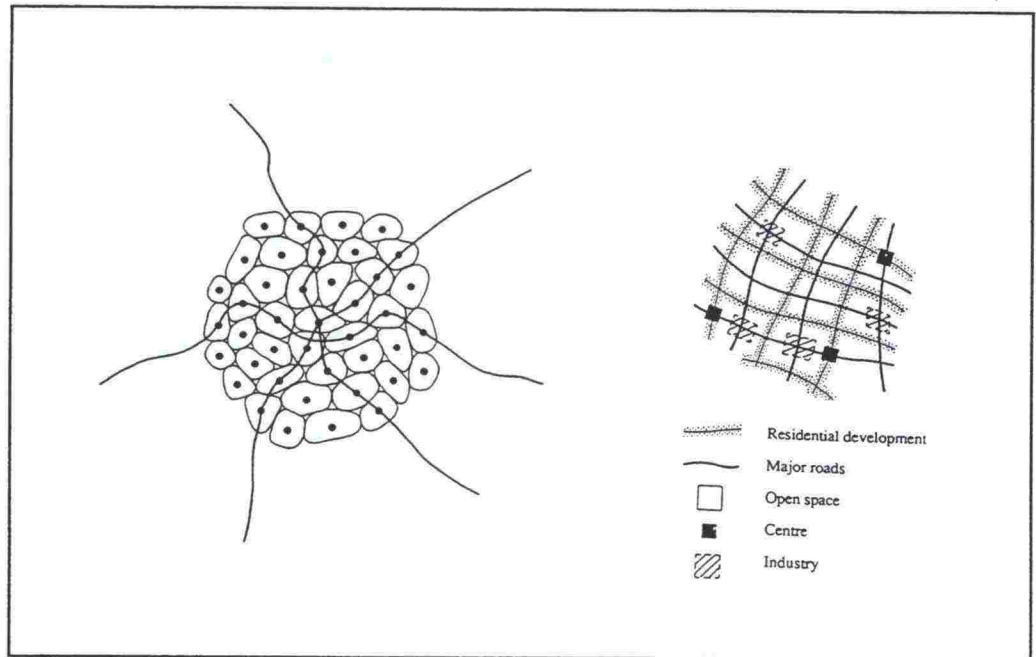 Residential development
Major roads
Open space
Centre
Industry